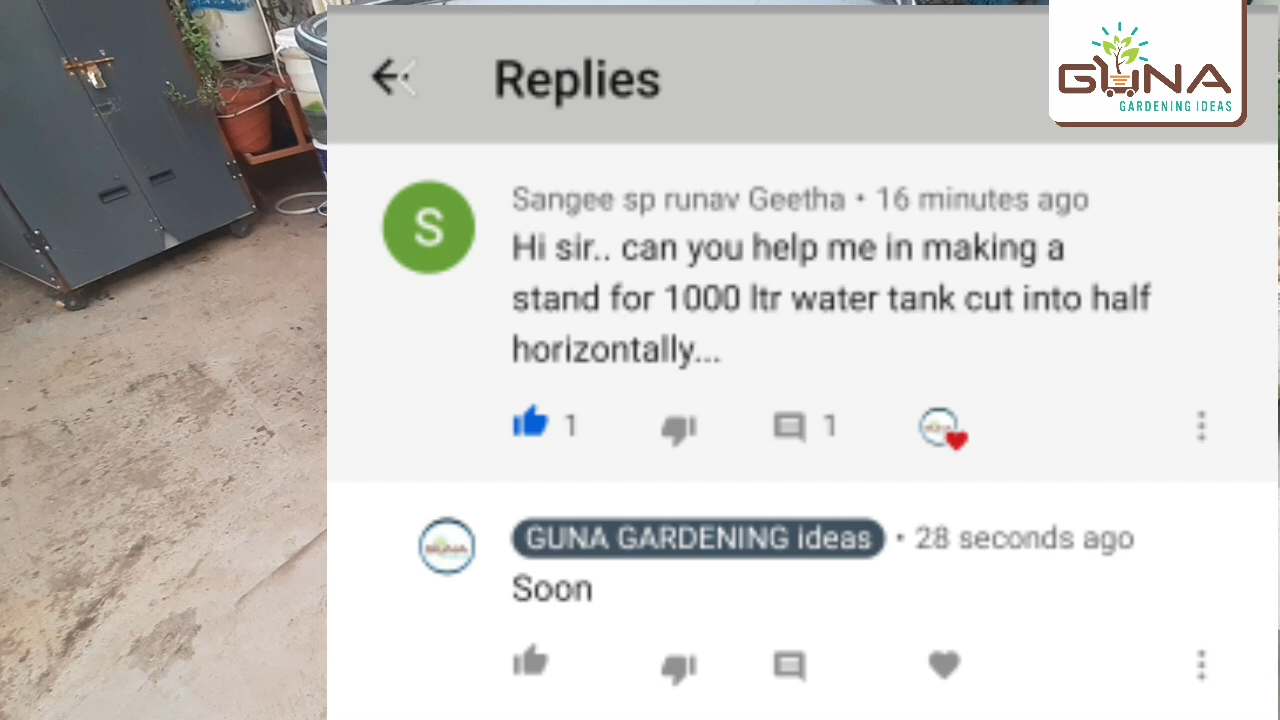 Replies
GUNA
GARDENING IDEAS
S
Sangee sp runav Geetha • 16 minutes ago
Hi sir.. can you help me in making a
stand for 1000 ltr water tank cut into half
horizontally...
1
1
GUNA GARDENING ideas • 28 seconds ago
Soon